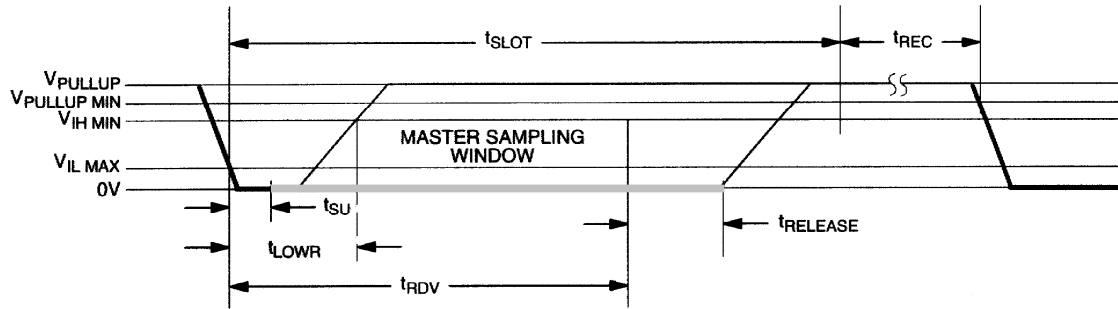 tSLOT
tREC
VPULLUP
VPULLUP MIN
VIH MIN
MASTER SAMPLING
WINDOW
VIL MAX
0V
tSU
tRELEASE
tLOWR
tRDV